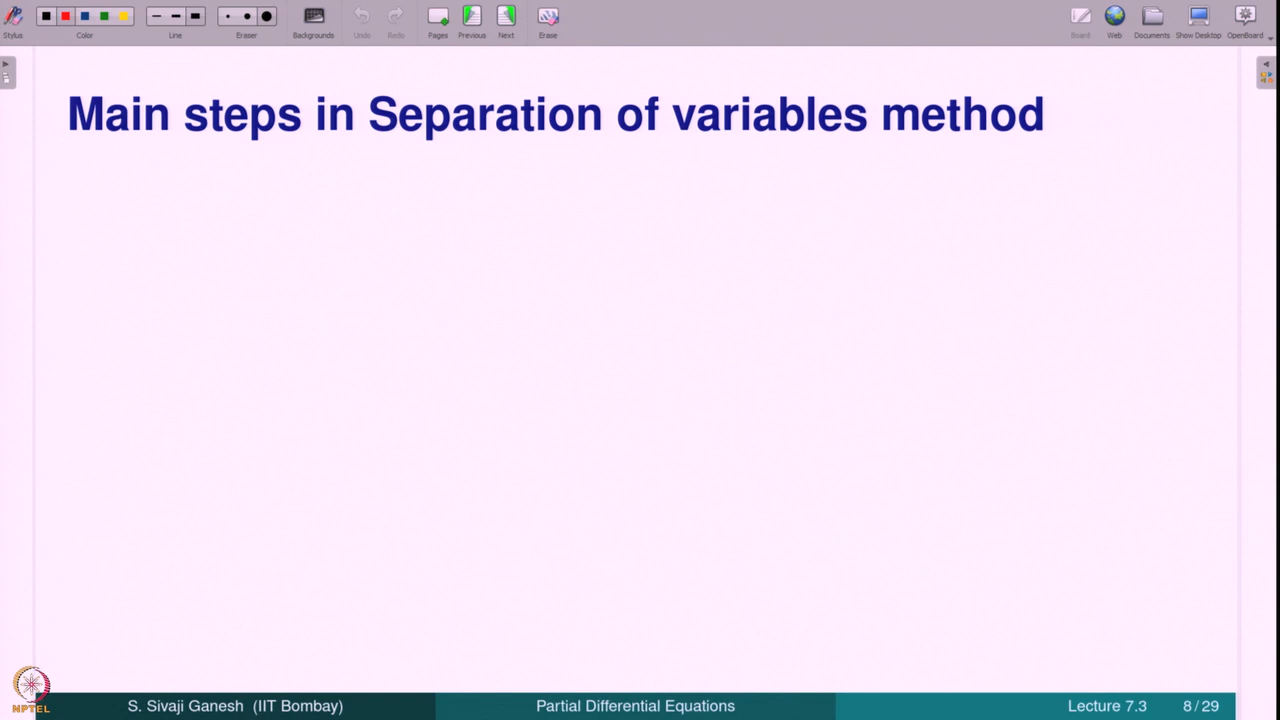 Stylus Color Line Eraser Backgrounds Undo Redo Pages Previous Next Erase Board Web Documents Show Desktop OpenBoard
Main steps in Separation of variables method
NPTEL
S. Sivaji Ganesh (IIT Bombay) Partial Differential Equations Lecture 7.3 8 / 29